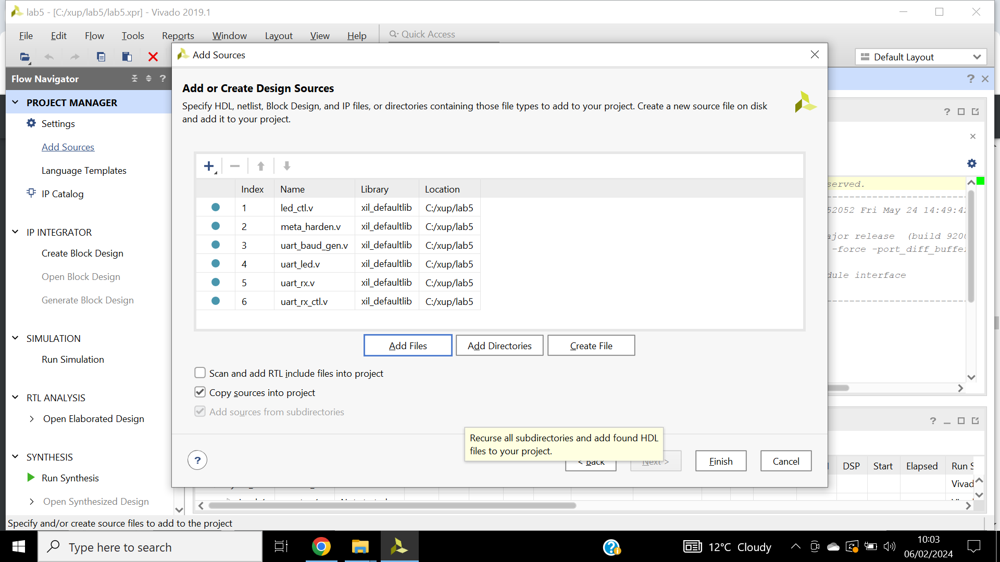 lab5 - [C:/xup/lab5/lab5.xpr] - Vivado 2019.1
File Edit Flow Tools Reports Window Layout View Help Quick Access
Default Layout
Add Sources
Flow Navigator
?
?
PROJECT MANAGER
Settings
Add Sources
Language Templates
IP Catalog
IP INTEGRATOR
Create Block Design
Open Block Design
Generate Block Design
SIMULATION
Run Simulation
RTL ANALYSIS
Open Elaborated Design
SYNTHESIS
Run Synthesis
Open Synthesized Design
Add or Create Design Sources
Specify HDL, netlist, Block Design, and IP files, or directories containing those file types to add to your project. Create a new source file on disk
and add it to your project.
Index Name Library Location
1 led_ctl.v xil_defaultlib C:/xup/lab5
2 meta_harden.v xil_defaultlib C:/xup/lab5
3 uart_baud_gen.v xil_defaultlib C:/xup/lab5
4 uart_led.v xil_defaultlib C:/xup/lab5
5 uart_rx.v xil_defaultlib C:/xup/lab5
6 uart_rx_ctl.v xil_defaultlib C:/xup/lab5
Add Files Add Directories Create File
Scan and add RTL include files into project
Copy sources into project
Add sources from subdirectories
Recurse all subdirectories and add found HDL
files to your project.
? < Back Next > Finish Cancel
?
served.
52052 Fri May 24 14:49:42
ajor release (build 9200
-force -port_diff_buffer
dule interface
?
DSP Start Elapsed Run S
Vivad
Specify and/or create source files to add to the project
Type here to search
12°C Cloudy
10:03
06/02/2024